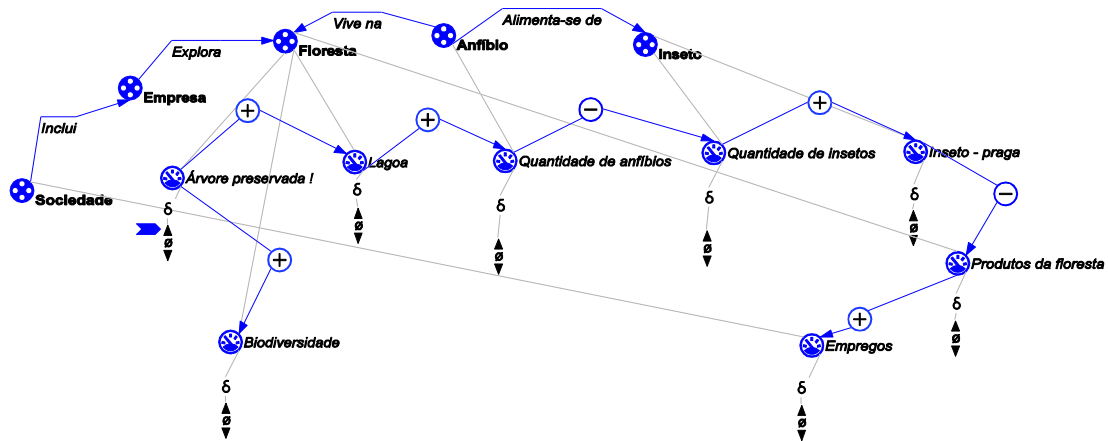 Vive na
Alimenta-se de
Explora
Floresta
Anfíbio
Inseto
Empresa
Inclui
+
+
−
+
Árvore preservada !
Lagoa
Quantidade de anfíbios
Quantidade de insetos
Inseto - praga
Sociedade
−
δ
δ
δ
δ
δ
ø
ø
ø
ø
ø
+
Produtos da floresta
δ
+
ø
Biodiversidade
Empregos
δ
δ
ø
ø